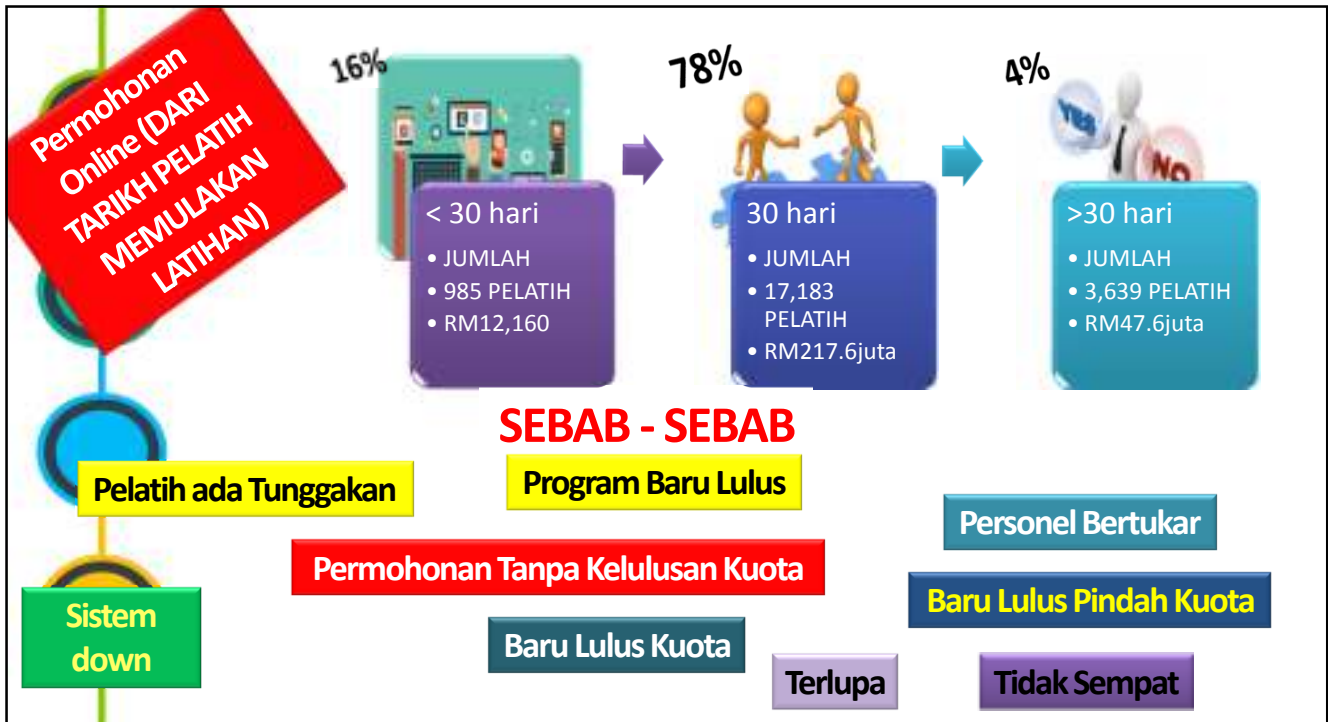 Permohonan
Online (DARI
TARIKH PELATIH
MEMULAKAN
LATIHAN)
16%
78%
4%
YES
NO
< 30 hari
• JUMLAH
• 985 PELATIH
• RM12,160
30 hari
• JUMLAH
• 17,183
PELATIH
• RM217.6juta
>30 hari
• JUMLAH
• 3,639 PELATIH
• RM47.6juta
SEBAB - SEBAB
Pelatih ada Tunggakan
Program Baru Lulus
Personel Bertukar
Permohonan Tanpa Kelulusan Kuota
Baru Lulus Pindah Kuota
Sistem
down
Baru Lulus Kuota
Terlupa
Tidak Sempat